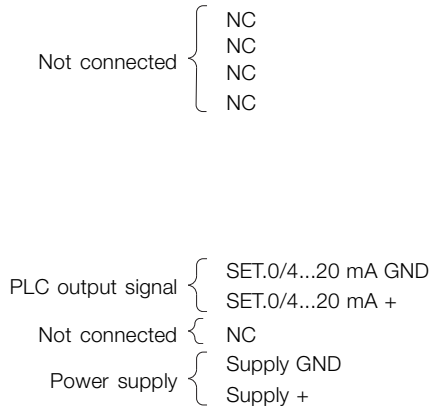 NC
NC
Not connected
NC
NC
SET.0/4...20 mA GND
PLC output signal
SET.0/4...20 mA +
Not connected NC
Supply GND
Power supply
Supply +